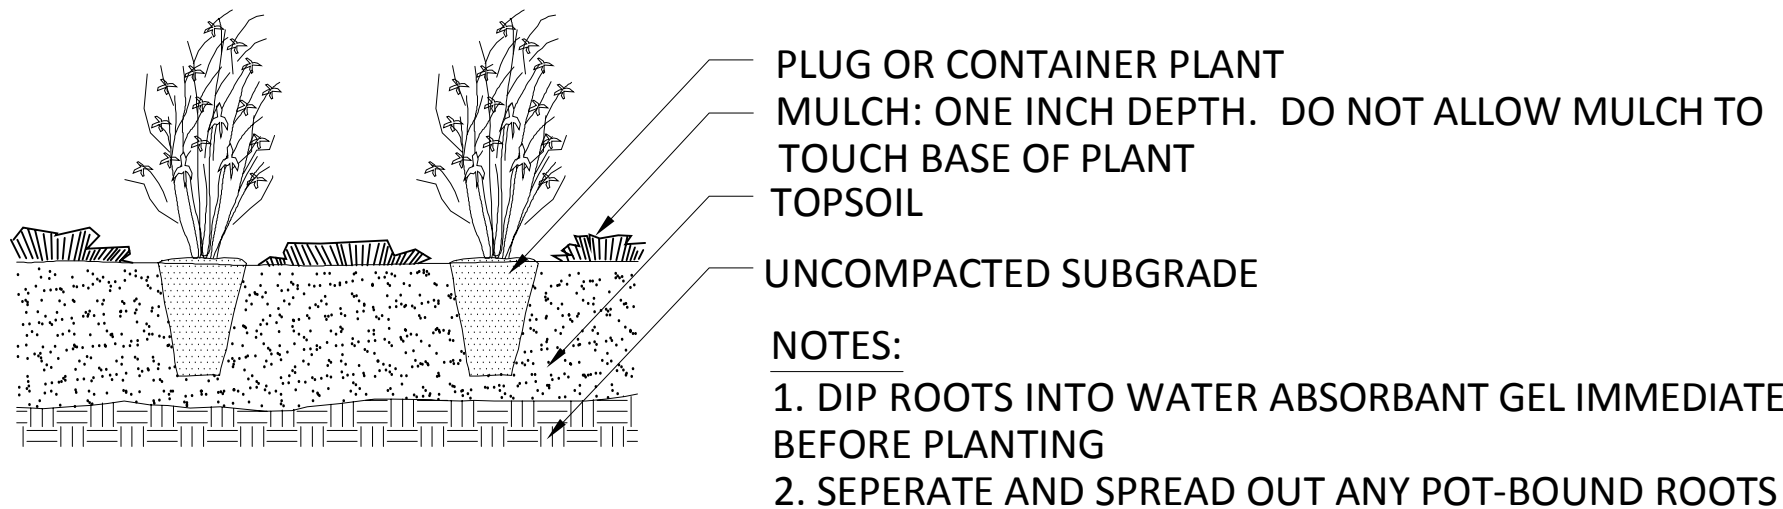 PLUG OR CONTAINER PLANT
MULCH: ONE INCH DEPTH. DO NOT ALLOW MULCH TO
TOUCH BASE OF PLANT
TOPSOIL
UNCOMPACTED SUBGRADE
NOTES:
1. DIP ROOTS INTO WATER ABSORBANT GEL IMMEDIATE
BEFORE PLANTING
2. SEPERATE AND SPREAD OUT ANY POT-BOUND ROOTS